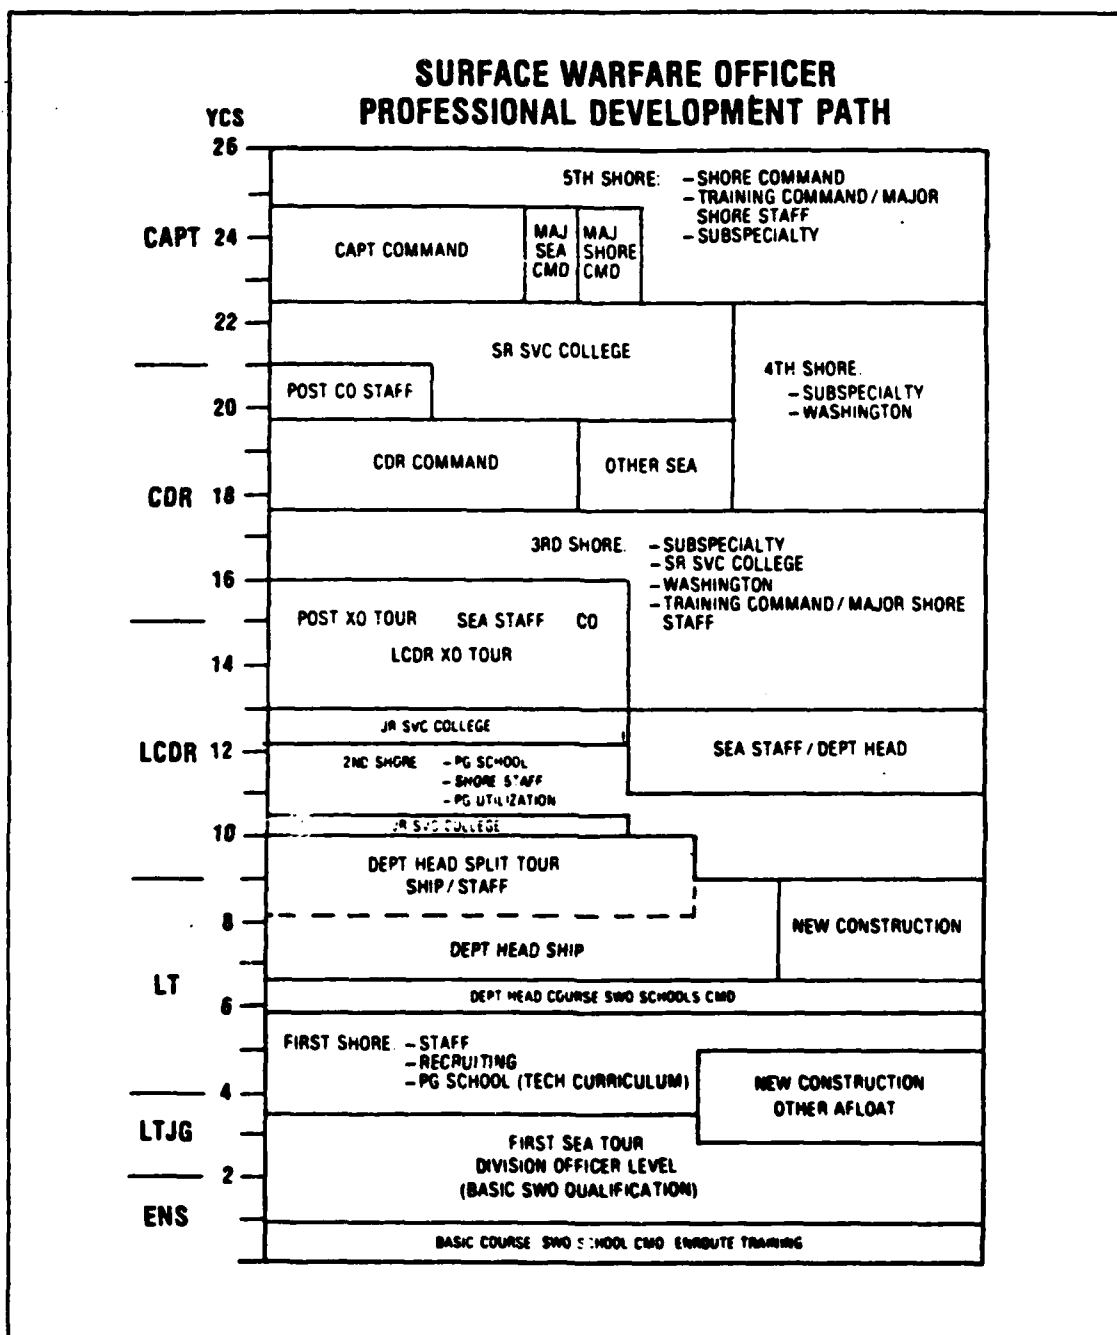 SURFACE WARFARE OFFICER
PROFESSIONAL DEVELOPMENT PATH
YCS
26
5TH SHORE: - SHORE COMMAND
- TRAINING COMMAND / MAJOR
SHORE STAFF
- SUBSPECIALTY
CAPT 24
CAPT COMMAND
MAJ
SEA
CMD
MAJ
SHORE
CMD
22
SR SVC COLLEGE
4TH SHORE.
- SUBSPECIALTY
- WASHINGTON
POST CO STAFF
20
CDR COMMAND
OTHER SEA
CDR 18
3RD SHORE. - SUBSPECIALTY
- SR SVC COLLEGE
- WASHINGTON
- TRAINING COMMAND / MAJOR SHORE
STAFF
16
POST XO TOUR SEA STAFF CO
LCDR XO TOUR
14
JR SVC COLLEGE
SEA STAFF / DEPT HEAD
LCDR 12
2ND SHORE - PG SCHOOL
- SHORE STAFF
- PG UTILIZATION
JR SVC COLLEGE
10
DEPT HEAD SPLIT TOUR
SHIP / STAFF
8
NEW CONSTRUCTION
DEPT HEAD SHIP
LT
DEPT HEAD COURSE SWO SCHOOLS CMD
6
FIRST SHORE. - STAFF
- RECRUITING
- PG SCHOOL (TECH CURRICULUM)
NEW CONSTRUCTION
OTHER AFLOAT
4
LTJG
FIRST SEA TOUR
DIVISION OFFICER LEVEL
(BASIC SWO QUALIFICATION)
2
ENS
BASIC COURSE SWO SCHOOL CMD ENROUTE TRAINING